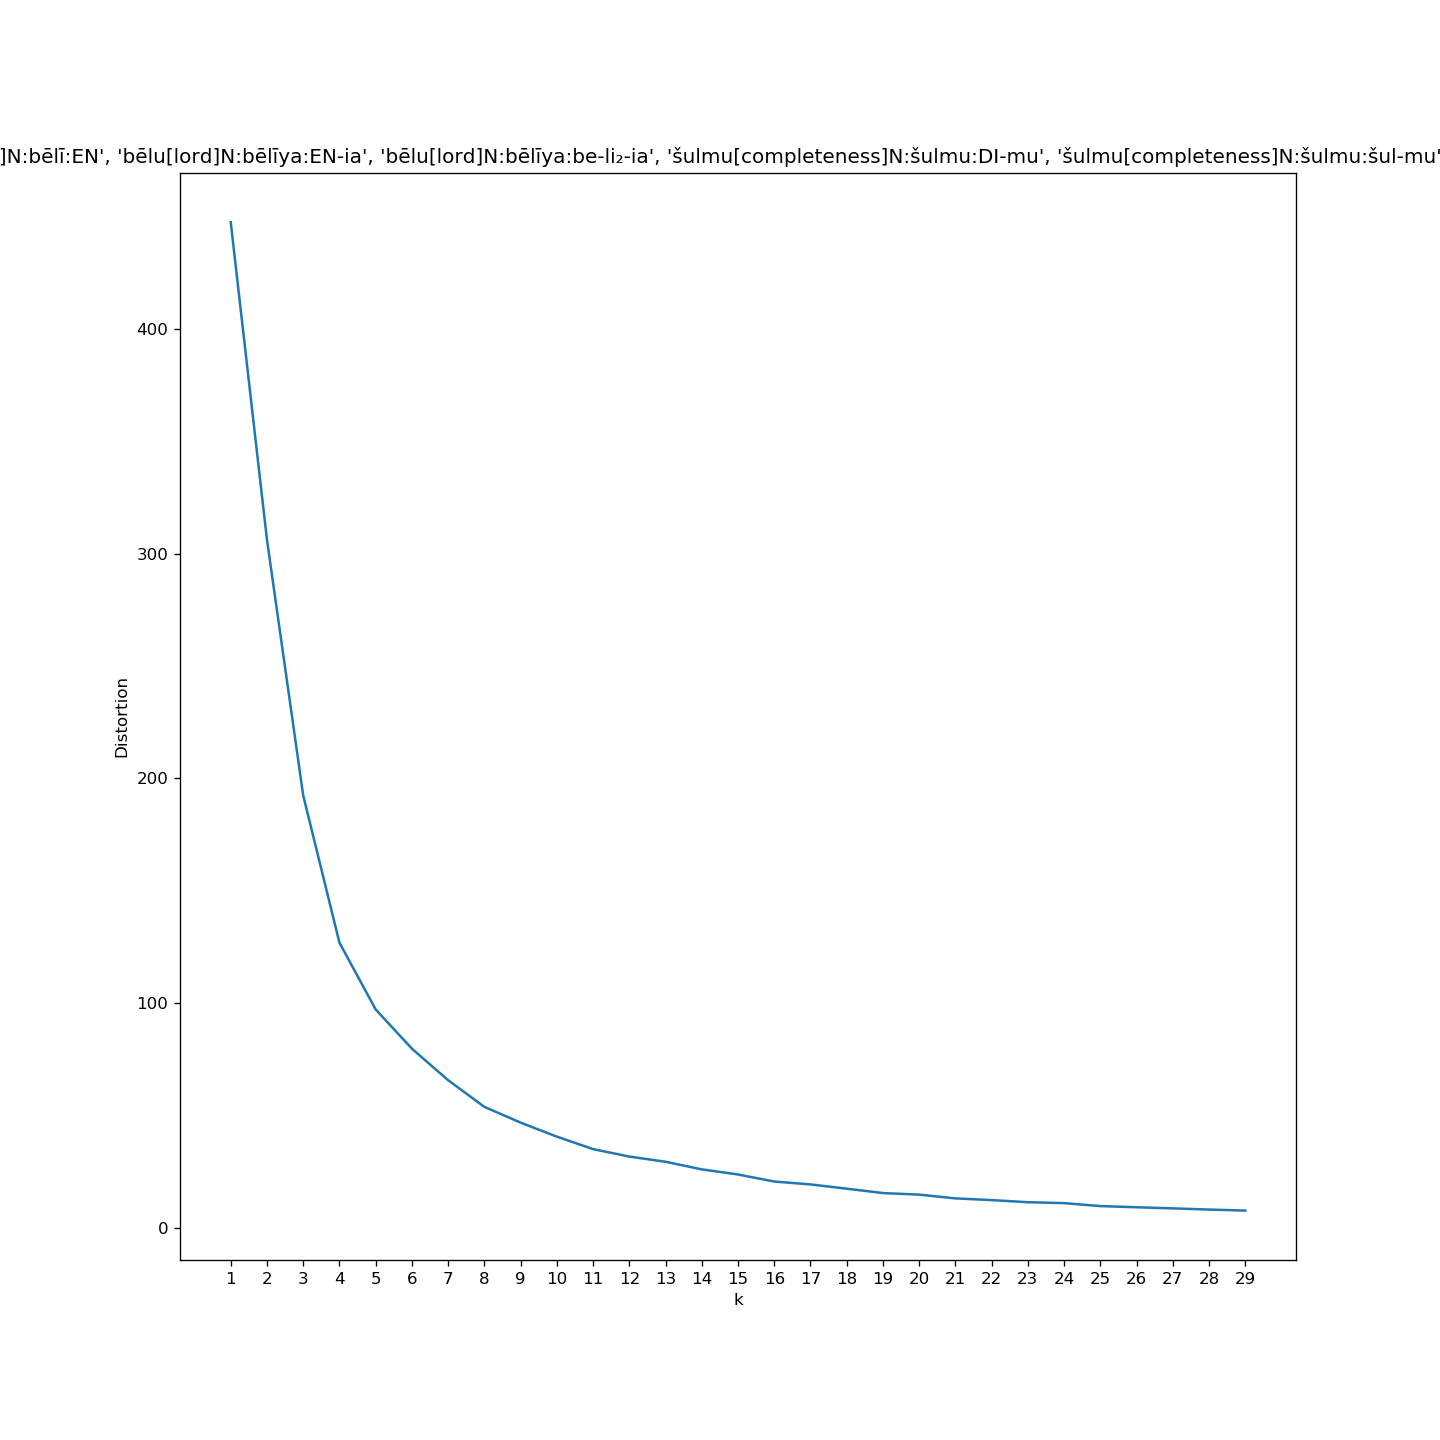 ]N:bēlī:EN', 'bēlu[lord]N:bēlīya:EN-ia', 'bēlu[lord]N:bēlīya:be-li₂-ia', 'šulmu[completeness]N:šulmu:DI-mu', 'šulmu[completeness]N:šulmu:šul-mu'
400
300
200
100
0
Distortion
1 2 3 4 5 6 7 8 9 10 11 12 13 14 15 16 17 18 19 20 21 22 23 24 25 26 27 28 29
k